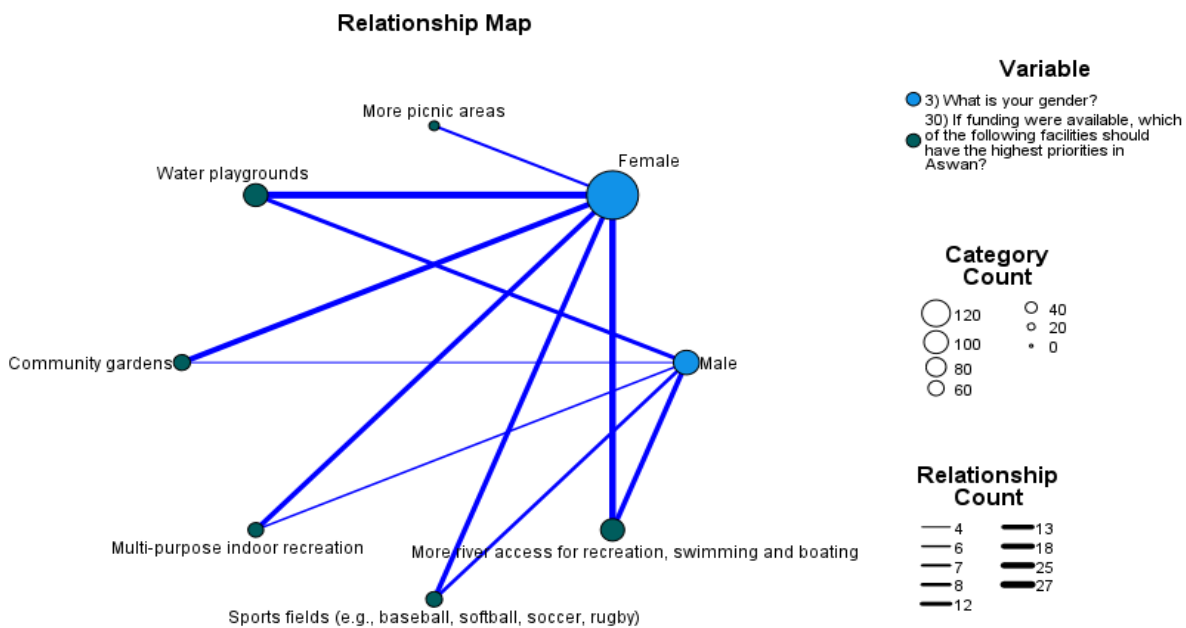 Relationship Map
More picnic areas
Female
Water playgrounds
Community gardens
Male
Multi-purpose indoor recreation
More river access for recreation, swimming and boating
Sports fields (e.g., baseball, softball, soccer, rugby)
Variable
3) What is your gender?
30) If funding were available, which
of the following facilities should
have the highest priorities in
Aswan?
Category
Count
120
100
80
60
40
20
0
Relationship
Count
4
6
7
8
12
13
18
25
27